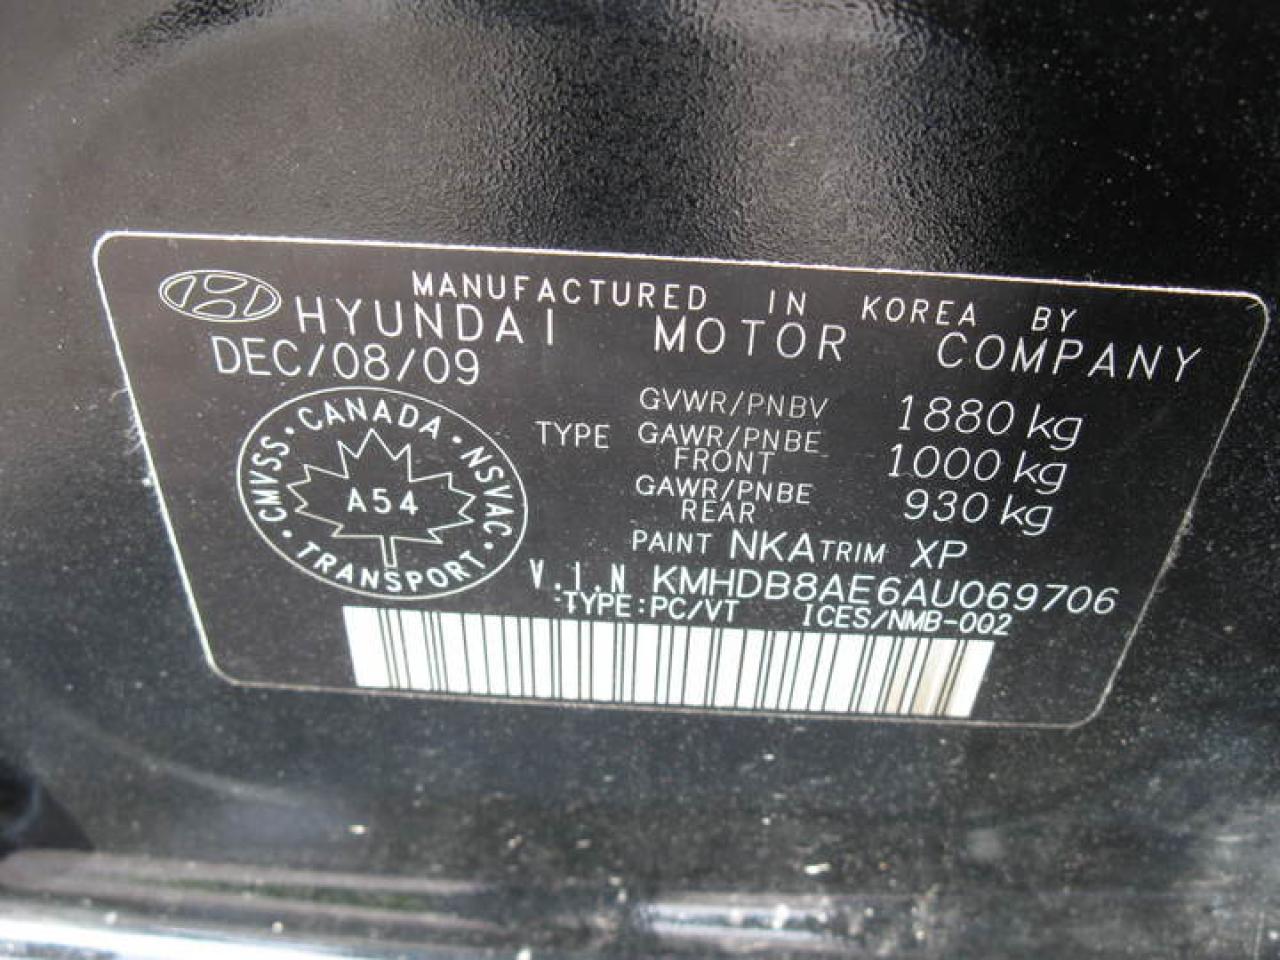 MANUFACTURED IN KOREA BY
HYUNDAI MOTOR COMPANY
DEC/08/09
CANADA · NSVAC · TRANSPORT · CMVSS ·
A54
TYPE
GVWR/PNBV 1880 kg
GAWR/PNBE FRONT 1000 kg
GAWR/PNBE REAR 930 kg
PAINT NKA TRIM XP
V.I.N KMHDB8AE6AU069706
TYPE:PC/VT ICES/NMB-002